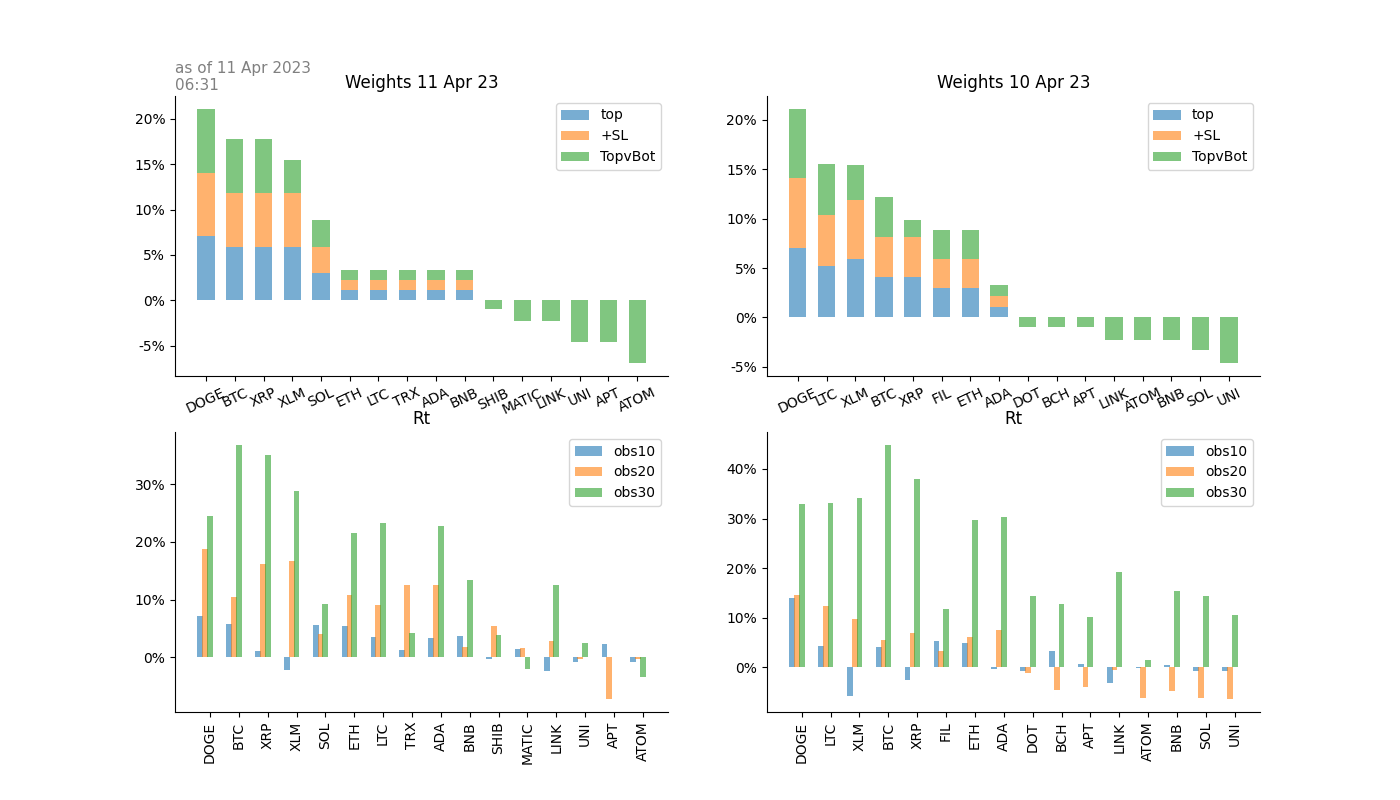 as of 11 Apr 2023
06:31
Weights 11 Apr 23
20%
15%
10%
5%
0%
-5%
top
+SL
TopvBot
DOGE BTC XRP XLM SOL ETH LTC TRX ADA BNB SHIB MATIC LINK UNI APT ATOM
Weights 10 Apr 23
20%
15%
10%
5%
0%
-5%
top
+SL
TopvBot
DOGE LTC XLM BTC XRP FIL ETH ADA DOT BCH APT LINK ATOM BNB SOL UNI
Rt
30%
20%
10%
0%
obs10
obs20
obs30
DOGE BTC XRP XLM SOL ETH LTC TRX ADA BNB SHIB MATIC LINK UNI APT ATOM
Rt
40%
30%
20%
10%
0%
obs10
obs20
obs30
DOGE LTC XLM BTC XRP FIL ETH ADA DOT BCH APT LINK ATOM BNB SOL UNI